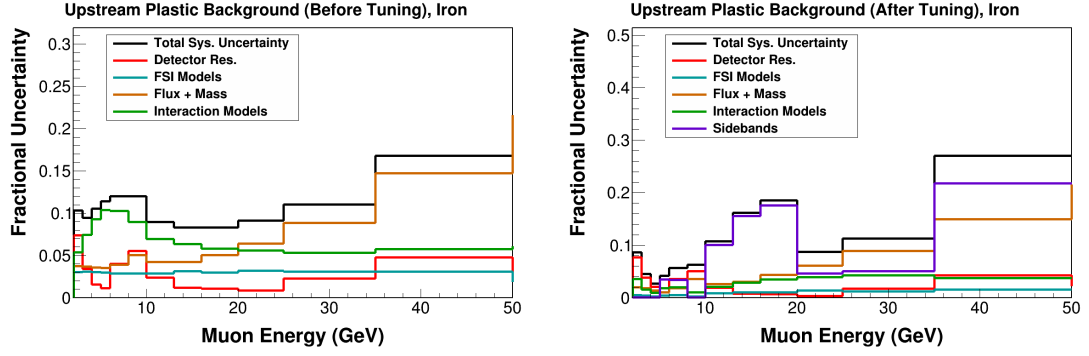 Upstream Plastic Background (Before Tuning), Iron
Fractional Uncertainty
0.3
0.25
0.2
0.15
0.1
0.05
0
Total Sys. Uncertainty
Detector Res.
FSI Models
Flux + Mass
Interaction Models
10 20 30 40 50
Muon Energy (GeV)
Upstream Plastic Background (After Tuning), Iron
Fractional Uncertainty
0.5
0.4
0.3
0.2
0.1
0
Total Sys. Uncertainty
Detector Res.
FSI Models
Flux + Mass
Interaction Models
Sidebands
10 20 30 40 50
Muon Energy (GeV)